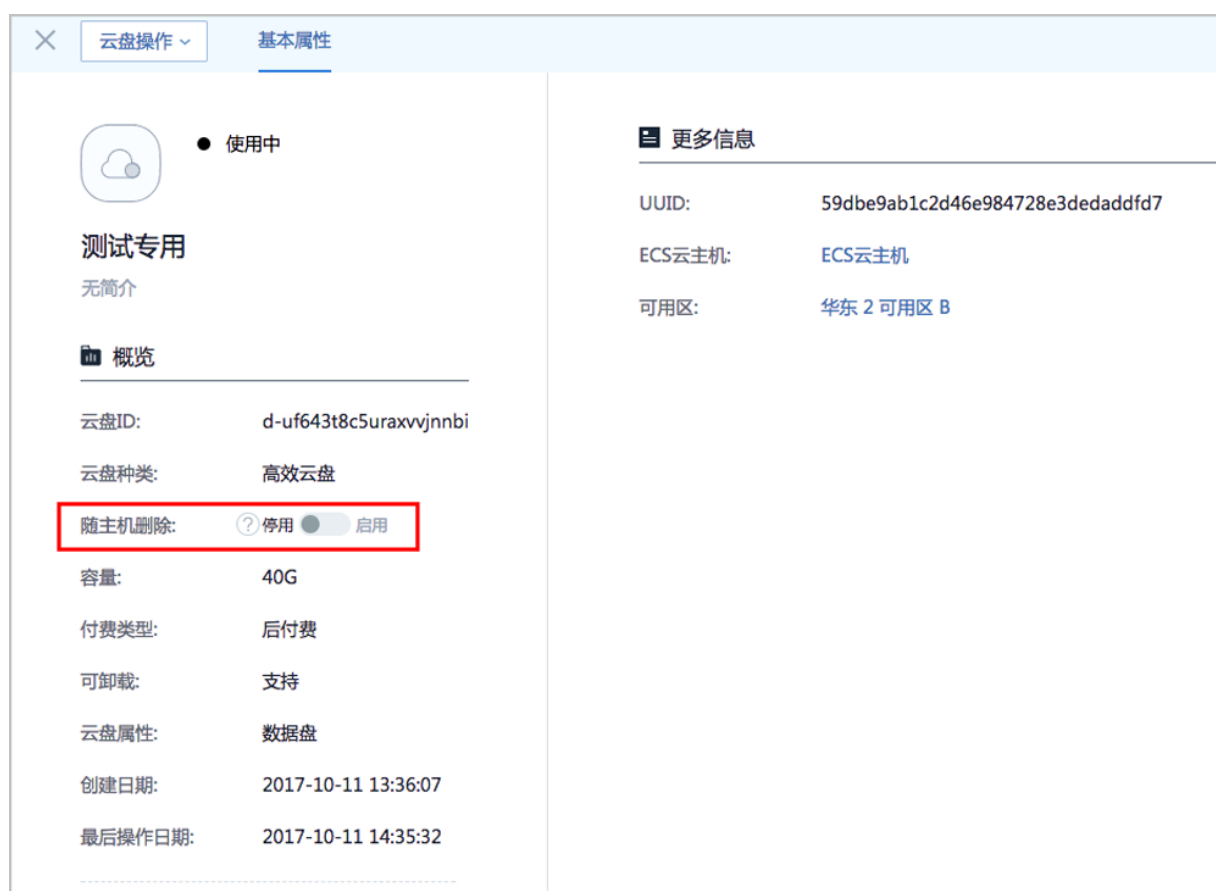 云盘操作
基本属性
使用中
测试专用
无简介
概览
云盘ID: d-uf643t8c5uraxvvjnnbi
云盘种类: 高效云盘
随主机删除: ? 停用 启用
容量: 40G
付费类型: 后付费
可卸载: 支持
云盘属性: 数据盘
创建日期: 2017-10-11 13:36:07
最后操作日期: 2017-10-11 14:35:32
更多信息
UUID: 59dbe9ab1c2d46e984728e3dedaddfd7
ECS云主机: ECS云主机
可用区: 华东 2 可用区 B